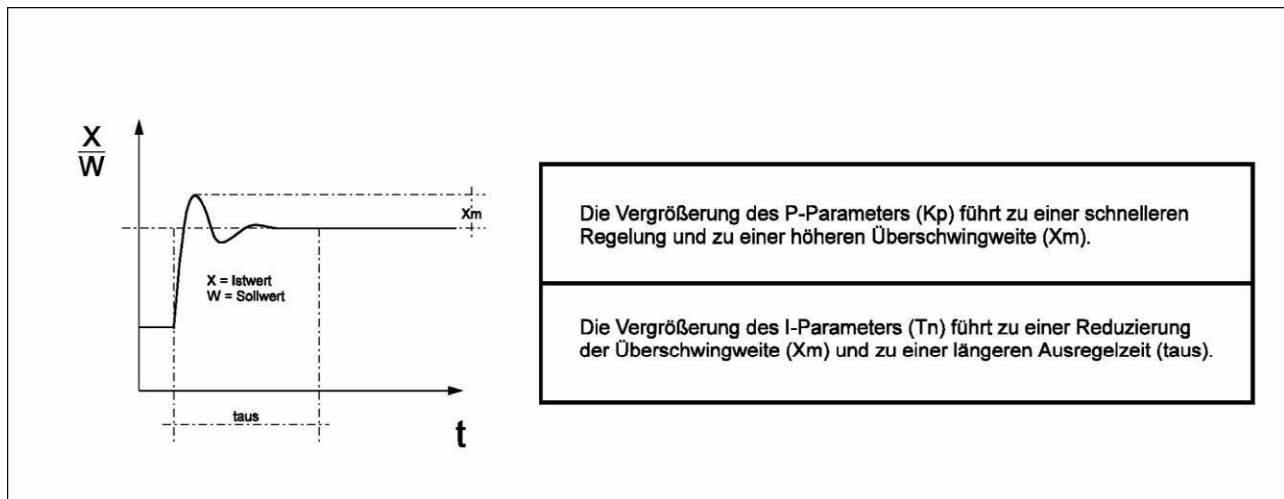 X
W
Xm
X = Istwert
W = Sollwert
taus
t
Die Vergrößerung des P-Parameters (Kp) führt zu einer schnelleren
Regelung und zu einer höheren Überschwingweite (Xm).
Die Vergrößerung des I-Parameters (Tn) führt zu einer Reduzierung
der Überschwingweite (Xm) und zu einer längeren Ausregelzeit (taus).